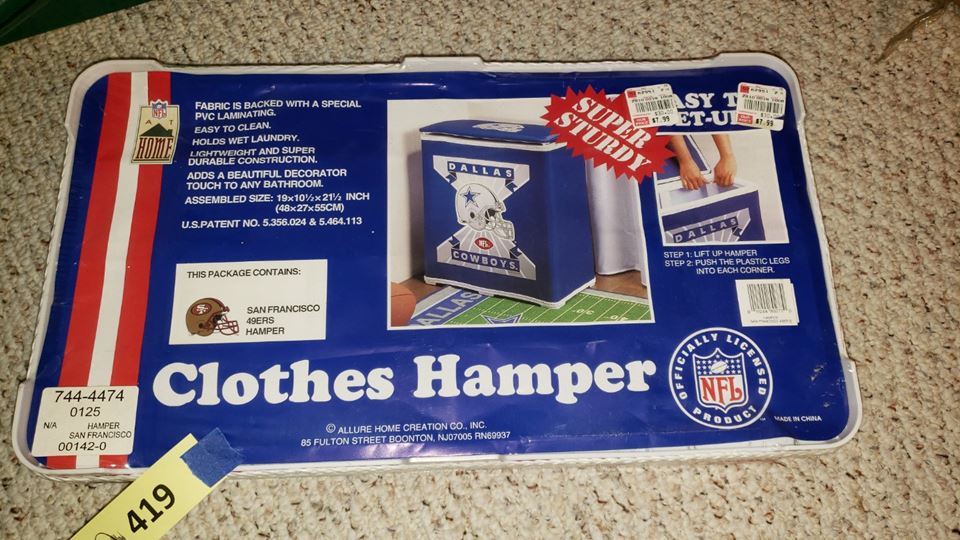 NFL
AT
HOME
FABRIC IS BACKED WITH A SPECIAL
PVC LAMINATING.
EASY TO CLEAN.
HOLDS WET LAUNDRY.
LIGHTWEIGHT AND SUPER
DURABLE CONSTRUCTION.
ADDS A BEAUTIFUL DECORATOR
TOUCH TO ANY BATHROOM.
ASSEMBLED SIZE: 19x10½x21½ INCH
(48x27x55CM)
U.S.PATENT NO. 5.356.024 & 5.464.113
THIS PACKAGE CONTAINS:
SAN FRANCISCO
49ERS
HAMPER
DALLAS
NFL
COWBOYS
DALLAS
SUPER
STURDY
$7.99
$7.99
DALLAS
STEP 1: LIFT UP HAMPER
STEP 2: PUSH THE PLASTIC LEGS
INTO EACH CORNER.
HAMPER
Clothes Hamper
OFFICIALLY LICENSED
NFL
PRODUCT
MADE IN CHINA
© ALLURE HOME CREATION CO., INC.
85 FULTON STREET BOONTON, NJ07005 RN69937
744-4474
0125
N/A HAMPER
SAN FRANCISCO
00142-0
419